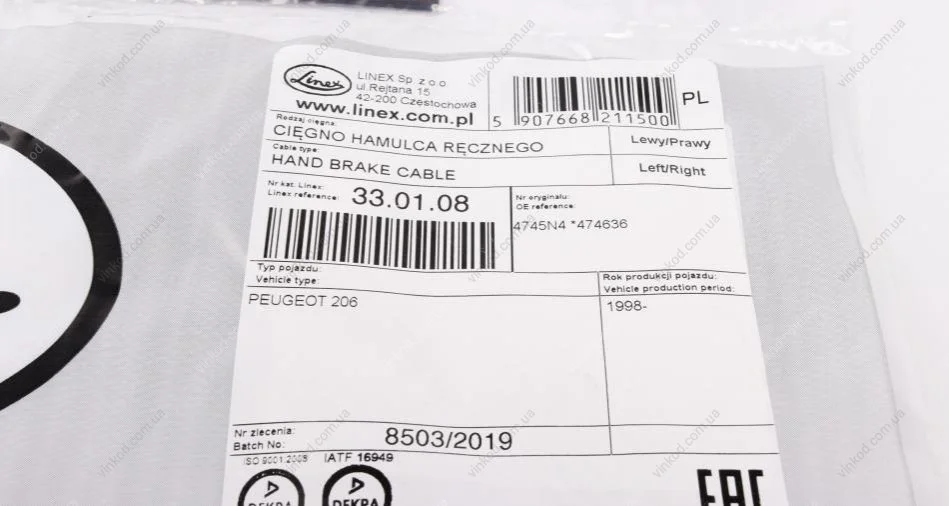 Linex
LINEX Sp. z o o
ul.Rejtana 15
42-200 Częstochowa
www.linex.com.pl
5 907668 211500
PL
Rodzaj cięgna:
CIĘGNO HAMULCA RĘCZNEGO
Lewy/Prawy
Cable type:
HAND BRAKE CABLE
Left/Right
Nr kat. Linex:
Linex reference:
33.01.08
Nr oryginału:
OE reference:
4745N4 *474636
Typ pojazdu:
Vehicle type:
Rok produkcji pojazdu:
Vehicle production period:
PEUGEOT 206
1998-
Nr zlecenia:
Batch No:
8503/2019
ISO 9001:2008
IATF 16949
DEKRA
DEKRA
EAC
vinkod.com.ua